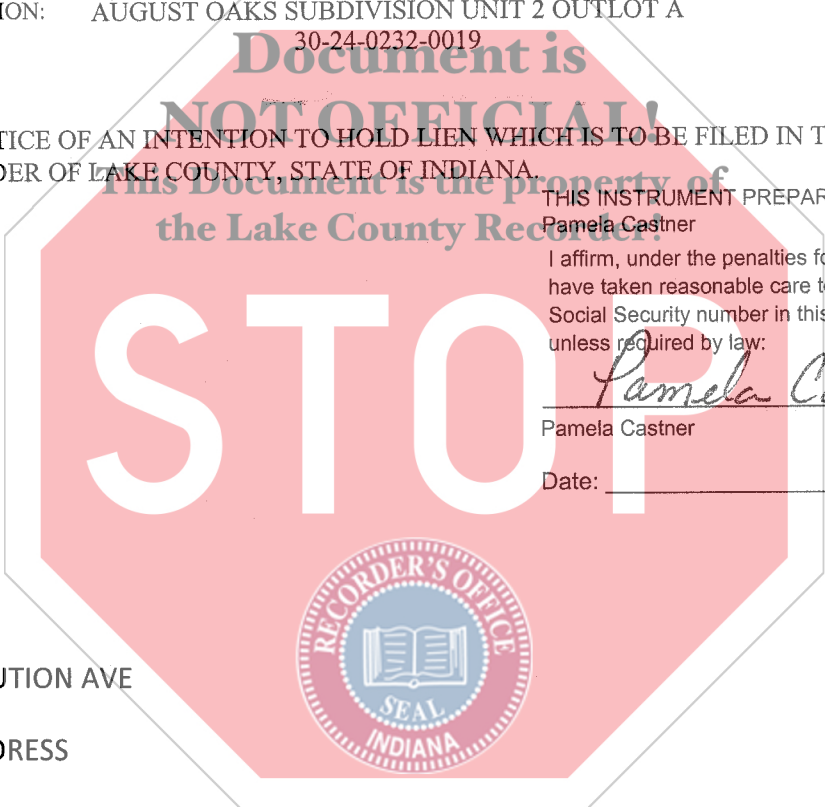 ION: AUGUST OAKS SUBDIVISION UNIT 2 OUTLOT A
30-24-0232-0019
Document is
NOT OFFICIAL!
TICE OF AN INTENTION TO HOLD LIEN WHICH IS TO BE FILED IN T
DER OF LAKE COUNTY, STATE OF INDIANA.
This Document is the property of
the Lake County Recorder!
THIS INSTRUMENT PREPAR
Pamela Castner
I affirm, under the penalties fo
have taken reasonable care t
Social Security number in this
unless required by law:
Pamela C
Pamela Castner
Date:
STOP
RECORDER'S OFFICE
SEAL
INDIANA
UTION AVE
DRESS